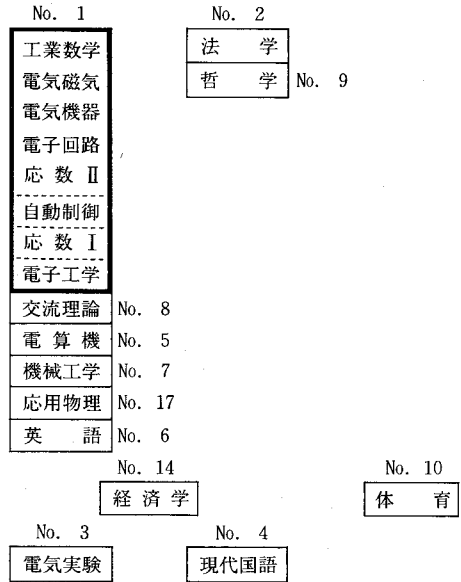 No. 1 No. 2
工業数学 法 学
電気磁気 哲 学 No. 9
電気機器
電子回路
応 数 Ⅱ
自動制御
応 数 Ⅰ
電子工学
交流理論 No. 8
電 算 機 No. 5
機械工学 No. 7
応用物理 No. 17
英 語 No. 6
No. 14 No. 10
経 済 学 体 育
No. 3 No. 4
電気実験 現代国語